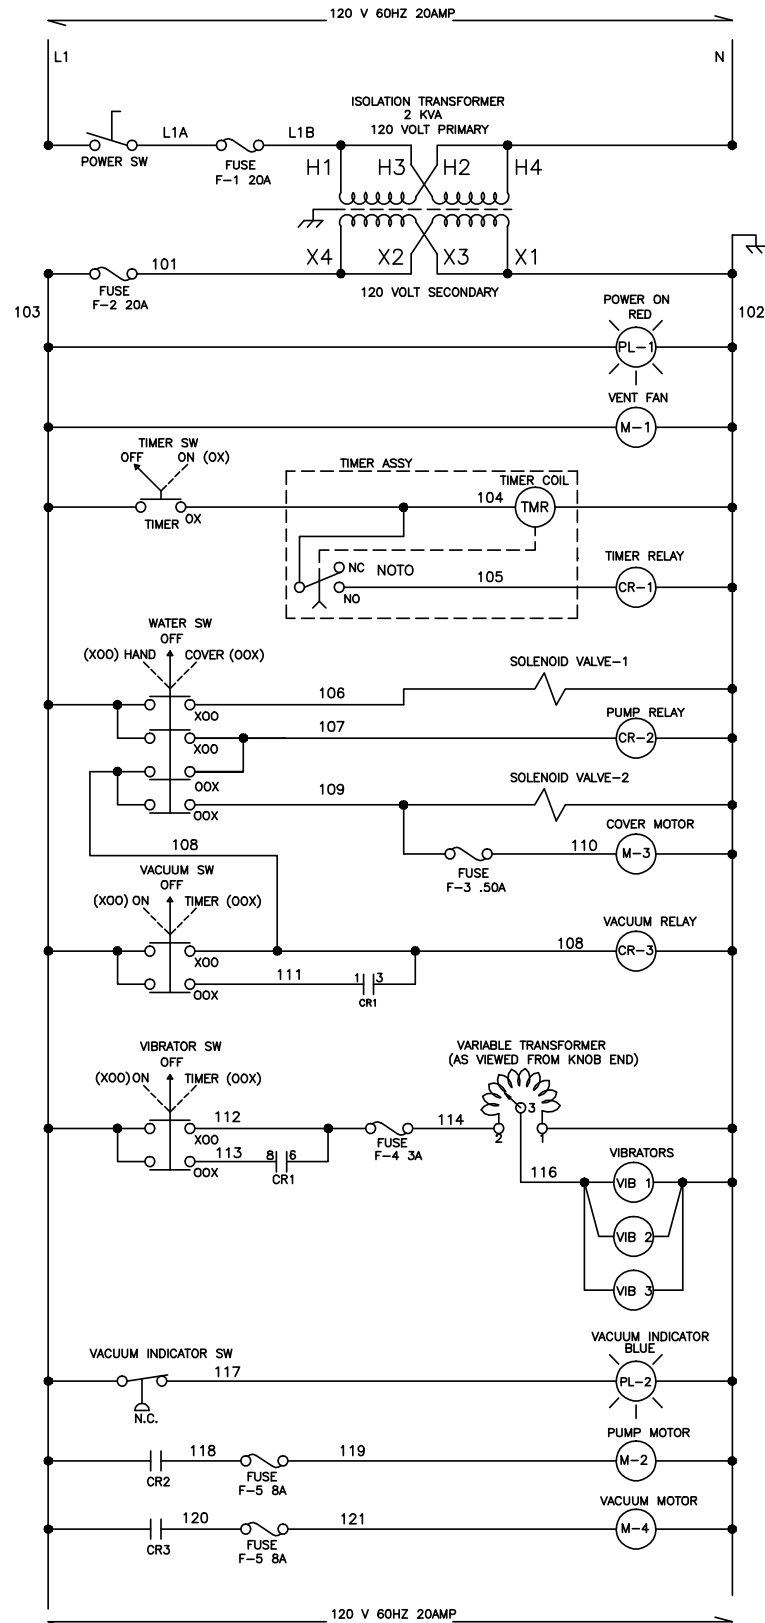 120 V 60HZ 20AMP
L1
N
ISOLATION TRANSFORMER
2 KVA
120 VOLT PRIMARY
L1A
L1B
POWER SW
FUSE
F-1 20A
H1
H3
H2
H4
X4
X2
X3
X1
101
FUSE
F-2 20A
120 VOLT SECONDARY
103
102
POWER ON
RED
PL-1
VENT FAN
M-1
TIMER SW
OFF
ON (OX)
TIMER
OX
TIMER ASSY
TIMER COIL
104
TMR
NC
NOTO
NO
105
TIMER RELAY
CR-1
WATER SW
OFF
(XOO) HAND
COVER (OOX)
XOO
106
SOLENOID VALVE-1
XOO
107
PUMP RELAY
CR-2
OOX
109
SOLENOID VALVE-2
OOX
COVER MOTOR
110
M-3
FUSE
F-3 .50A
108
VACUUM SW
OFF
(XOO) ON
TIMER (OOX)
XOO
108
VACUUM RELAY
CR-3
OOX
111
1 3
CR1
VIBRATOR SW
OFF
(XOO) ON
TIMER (OOX)
XOO
112
OOX
113
8 6
CR1
FUSE
F-4 3A
114
VARIABLE TRANSFORMER
(AS VIEWED FROM KNOB END)
3
2
1
116
VIBRATORS
VIB 1
VIB 2
VIB 3
VACUUM INDICATOR SW
N.C.
117
VACUUM INDICATOR
BLUE
PL-2
CR2
118
FUSE
F-5 8A
119
PUMP MOTOR
M-2
CR3
120
FUSE
F-5 8A
121
VACUUM MOTOR
M-4
120 V 60HZ 20AMP